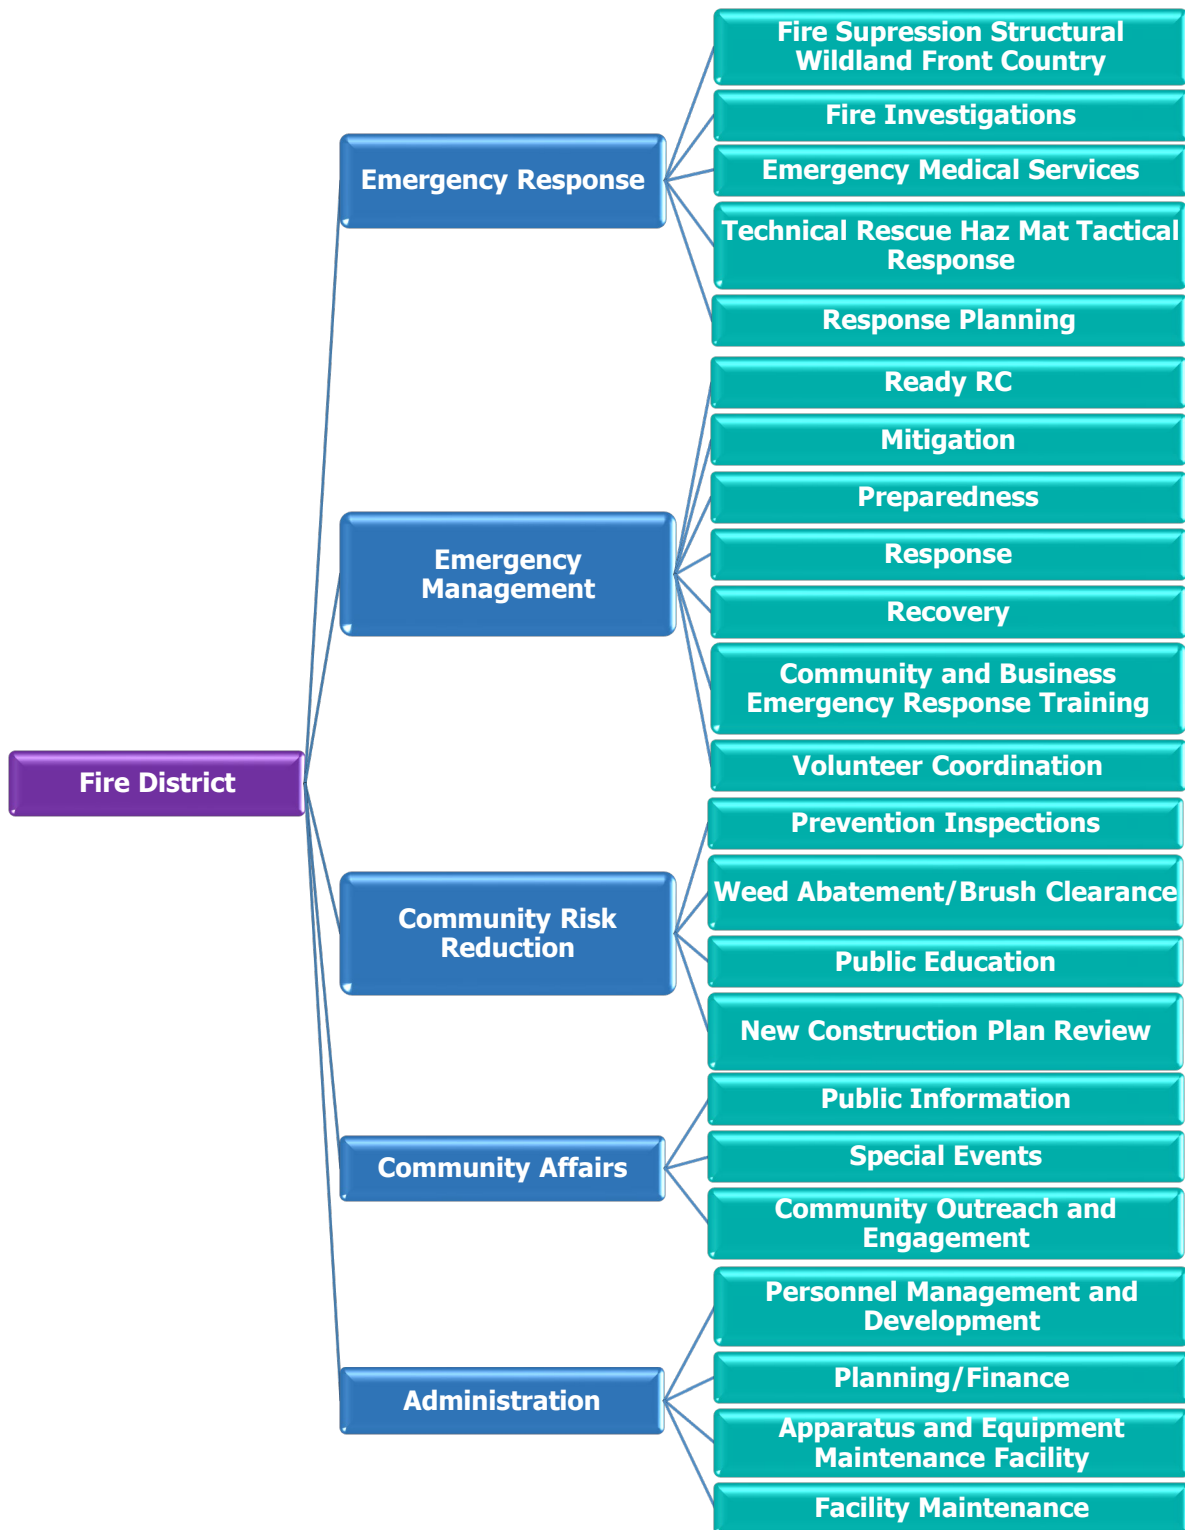 Fire District
Emergency Response
Fire Supression Structural
Wildland Front Country
Fire Investigations
Emergency Medical Services
Technical Rescue Haz Mat Tactical
Response
Response Planning
Emergency
Management
Ready RC
Mitigation
Preparedness
Response
Recovery
Community and Business
Emergency Response Training
Volunteer Coordination
Community Risk
Reduction
Prevention Inspections
Weed Abatement/Brush Clearance
Public Education
New Construction Plan Review
Community Affairs
Public Information
Special Events
Community Outreach and
Engagement
Administration
Personnel Management and
Development
Planning/Finance
Apparatus and Equipment
Maintenance Facility
Facility Maintenance